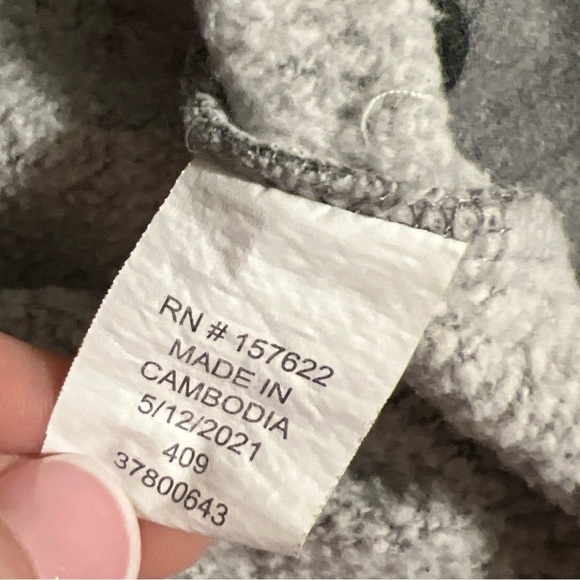 RN # 157622
MADE IN
CAMBODIA
5/12/2021
409
37800643